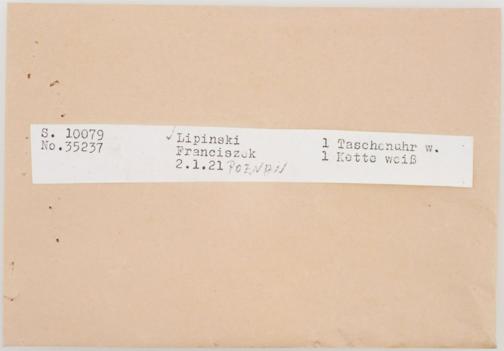 S. 10079 ✓Lipinski 1 Taschenuhr w.
No.35237 Franciszek 1 Kette weiß
2.1.21 POZNAN